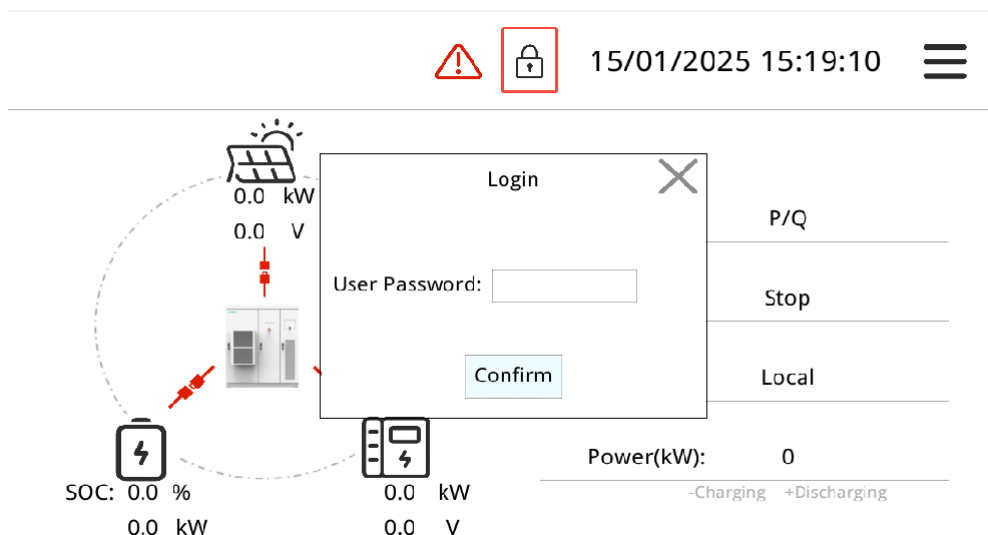 15/01/2025 15:19:10
Login
0.0 kW
0.0 V
P/Q
User Password:
Stop
Confirm
Local
Power(kW): 0
SOC: 0.0 %
0.0 kW
-Charging +Discharging
0.0 kW
0.0 V